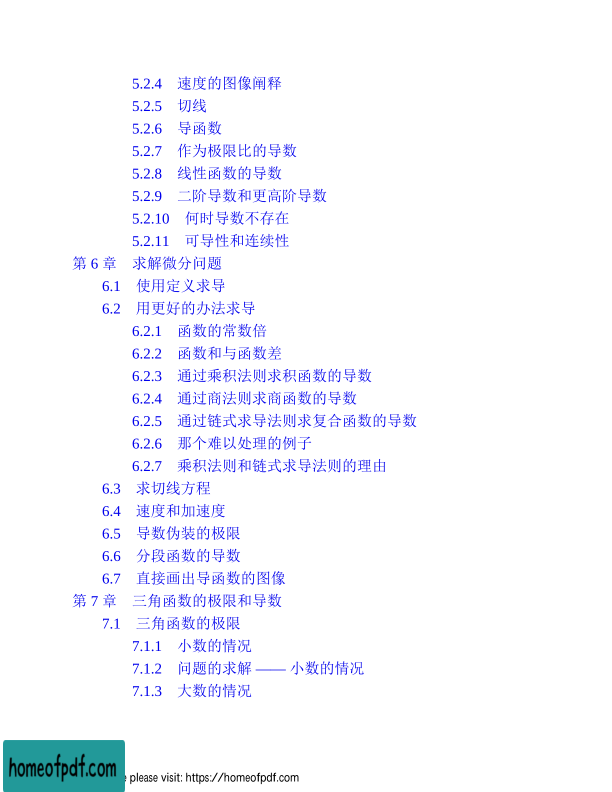 5.2.4 速度的图像阐释
5.2.5 切线
5.2.6 导函数
5.2.7 作为极限比的导数
5.2.8 线性函数的导数
5.2.9 二阶导数和更高阶导数
5.2.10 何时导数不存在
5.2.11 可导性和连续性
第 6 章 求解微分问题
6.1 使用定义求导
6.2 用更好的办法求导
6.2.1 函数的常数倍
6.2.2 函数和与函数差
6.2.3 通过乘积法则求积函数的导数
6.2.4 通过商法则求商函数的导数
6.2.5 通过链式求导法则求复合函数的导数
6.2.6 那个难以处理的例子
6.2.7 乘积法则和链式求导法则的理由
6.3 求切线方程
6.4 速度和加速度
6.5 导数伪装的极限
6.6 分段函数的导数
6.7 直接画出导函数的图像
第 7 章 三角函数的极限和导数
7.1 三角函数的极限
7.1.1 小数的情况
7.1.2 问题的求解 —— 小数的情况
7.1.3 大数的情况
homeofpdf.com
please visit: https://homeofpdf.com